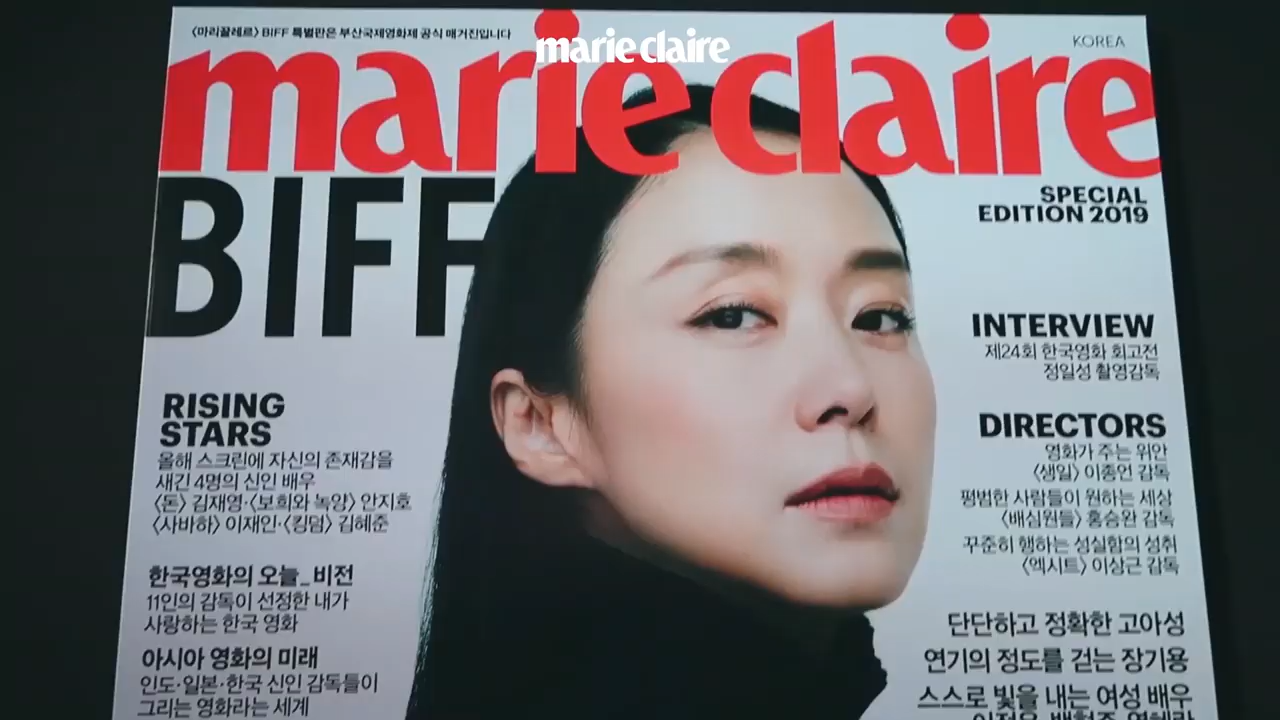 〈마리끌레르〉 BIFF 특별판은 부산국제영화제 공식 매거진입니다
marie claire
KOREA
marie claire
BIFF
SPECIAL
EDITION 2019
RISING
STARS
올해 스크린에 자신의 존재감을
새긴 4명의 신인 배우
〈돈〉 김재영·〈보희와 녹양〉 안지호
〈사바하〉 이재인·〈킹덤〉 김혜준
한국영화의 오늘_비전
11인의 감독이 선정한 내가
사랑하는 한국 영화
아시아 영화의 미래
인도·일본·한국 신인 감독들이
그리는 영화라는 세계
INTERVIEW
제24회 한국영화 회고전
정일성 촬영감독
DIRECTORS
영화가 주는 위안
〈생일〉 이종언 감독
평범한 사람들이 원하는 세상
〈배심원들〉 홍승완 감독
꾸준히 행하는 성실함의 성취
〈엑시트〉 이상근 감독
단단하고 정확한 고아성
연기의 정도를 걷는 장기용
스스로 빛을 내는 여성 배우